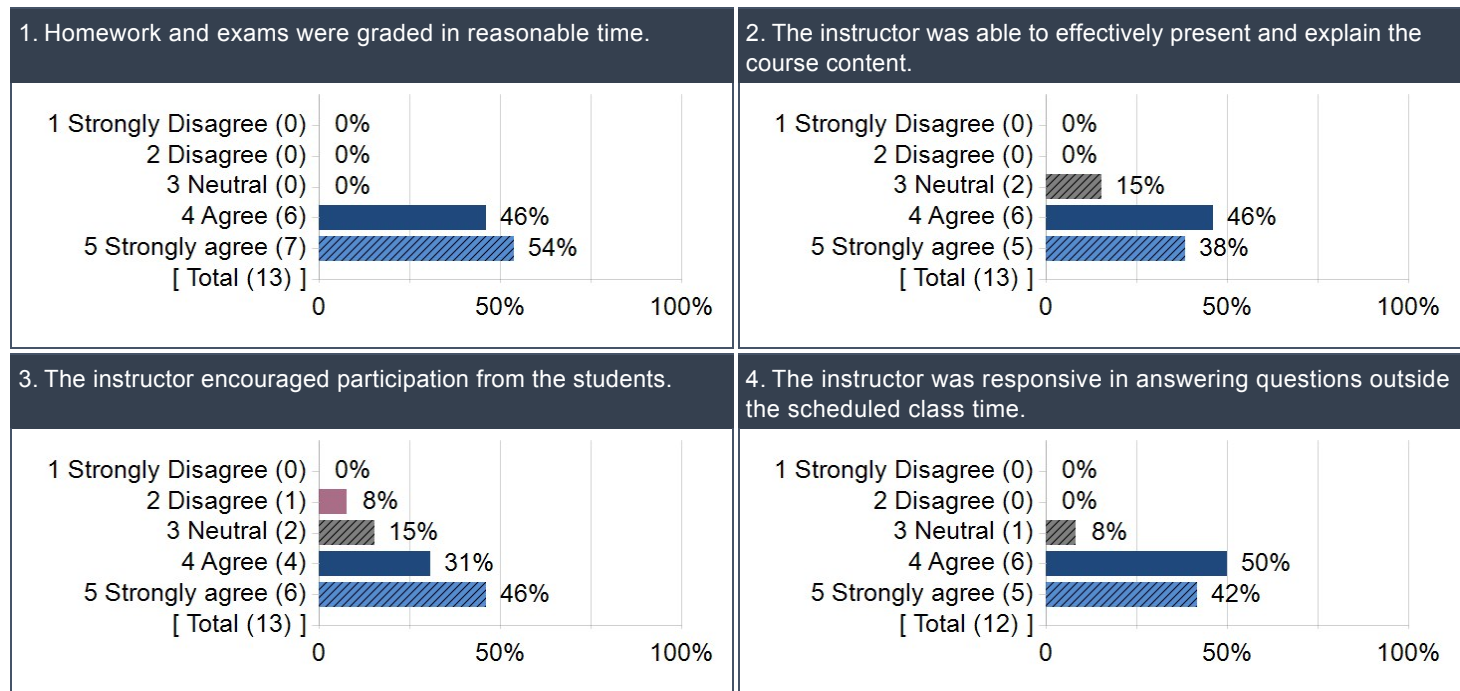 1. Homework and exams were graded in reasonable time.
1 Strongly Disagree (0) 0%
2 Disagree (0) 0%
3 Neutral (0) 0%
4 Agree (6) 46%
5 Strongly agree (7) 54%
[ Total (13) ]
0 50% 100%
2. The instructor was able to effectively present and explain the
course content.
1 Strongly Disagree (0) 0%
2 Disagree (0) 0%
3 Neutral (2) 15%
4 Agree (6) 46%
5 Strongly agree (5) 38%
[ Total (13) ]
0 50% 100%
3. The instructor encouraged participation from the students.
1 Strongly Disagree (0) 0%
2 Disagree (1) 8%
3 Neutral (2) 15%
4 Agree (4) 31%
5 Strongly agree (6) 46%
[ Total (13) ]
0 50% 100%
4. The instructor was responsive in answering questions outside
the scheduled class time.
1 Strongly Disagree (0) 0%
2 Disagree (0) 0%
3 Neutral (1) 8%
4 Agree (6) 50%
5 Strongly agree (5) 42%
[ Total (12) ]
0 50% 100%